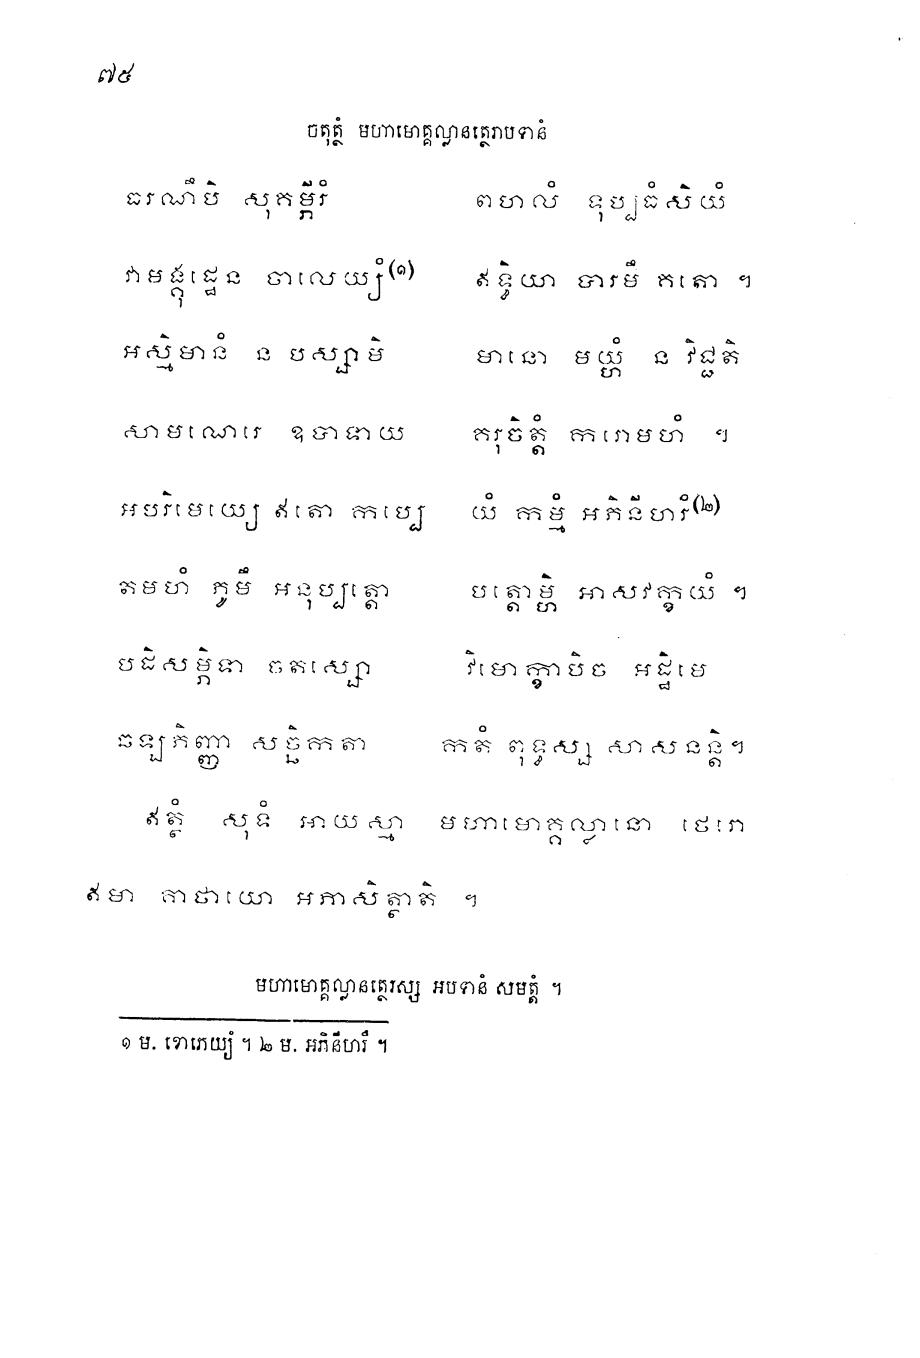 ៧៥
ចតុត្ថំ មហាមោគ្គល្លានត្ថេរាបទានំ
ធរណឹបិ សុគម្ភីរំ ពហលំ ទុប្បធំសិយំ
វាមង្គុដ្ឋេន ចាលេយ្យំ(១) ឥទ្ធិយា បារមឹ គតោ ។
អស្មិមានំ ន បស្សាមិ មានោ មយ្ហំ ន វិជ្ជតិ
សាមណេរេ ឧបាទាយ គរុចិត្តំ ករោមហំ ។
អបរិមេយ្យេ ឥតោ កប្បេ យំ កម្មំ អភិនីហរំ(២)
តមហំ ភូមឹ អនុប្បត្តោ បត្តោម្ហិ អាសវក្ខយំ ។
បដិសម្ភិទា ចតស្សោ វិមោក្ខាបិច អដ្ឋិមេ
ឆឡភិញ្ញា សច្ឆិកតា កតំ ពុទ្ធស្ស សាសនន្តិ។
ឥត្ថំ សុទំ អាយស្មា មហាមោគ្គល្លានោ ថេរោ
ឥមា គាថាយោ អភាសិត្ថាតិ ។
មហាមោគ្គល្លានត្ថេរស្ស អបទានំ សមត្តំ ។
១ ម. ខោភេយ្យំ ។ ២ ម. អភិនីហរឹ ។